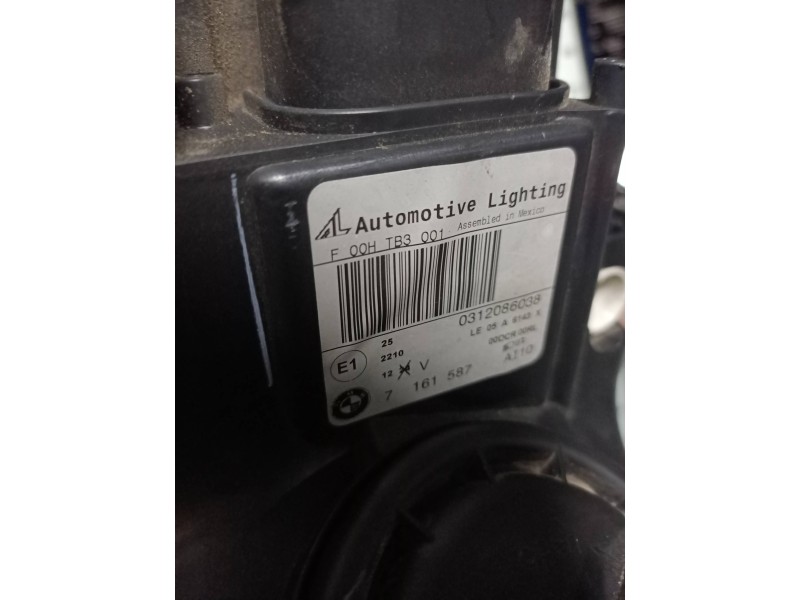 AL Automotive Lighting
F 00H TB3 001 Assembled in Mexico
0312086038
LE 05 A 6143 X
25
2210
E1
12 V
A110
7 161 587